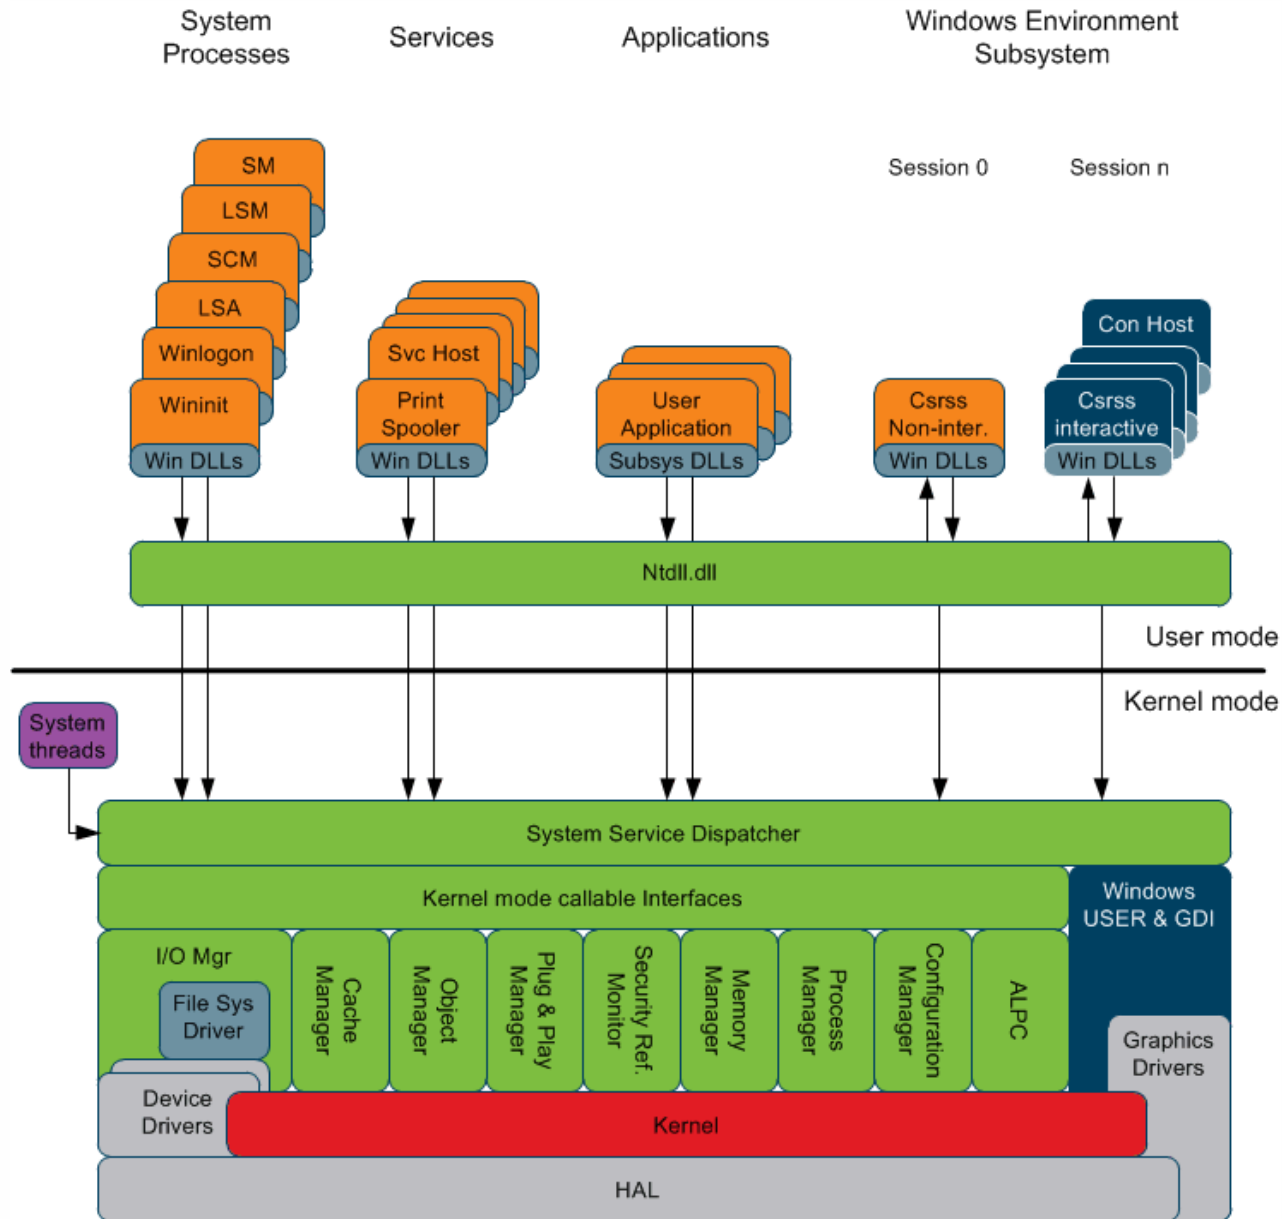 System
Processes
Services
Applications
Windows Environment
Subsystem
Session 0
Session n
SM
LSM
SCM
LSA
Winlogon
Wininit
Win DLLs
Svc Host
Print
Spooler
Win DLLs
User
Application
Subsys DLLs
Csrss
Non-inter.
Win DLLs
Con Host
Csrss
interactive
Win DLLs
Ntdll.dll
User mode
Kernel mode
System
threads
System Service Dispatcher
Kernel mode callable Interfaces
Windows
USER & GDI
I/O Mgr
File Sys
Driver
Cache
Manager
Object
Manager
Plug & Play
Manager
Security Ref.
Monitor
Memory
Manager
Process
Manager
Configuration
Manager
ALPC
Graphics
Drivers
Device
Drivers
Kernel
HAL